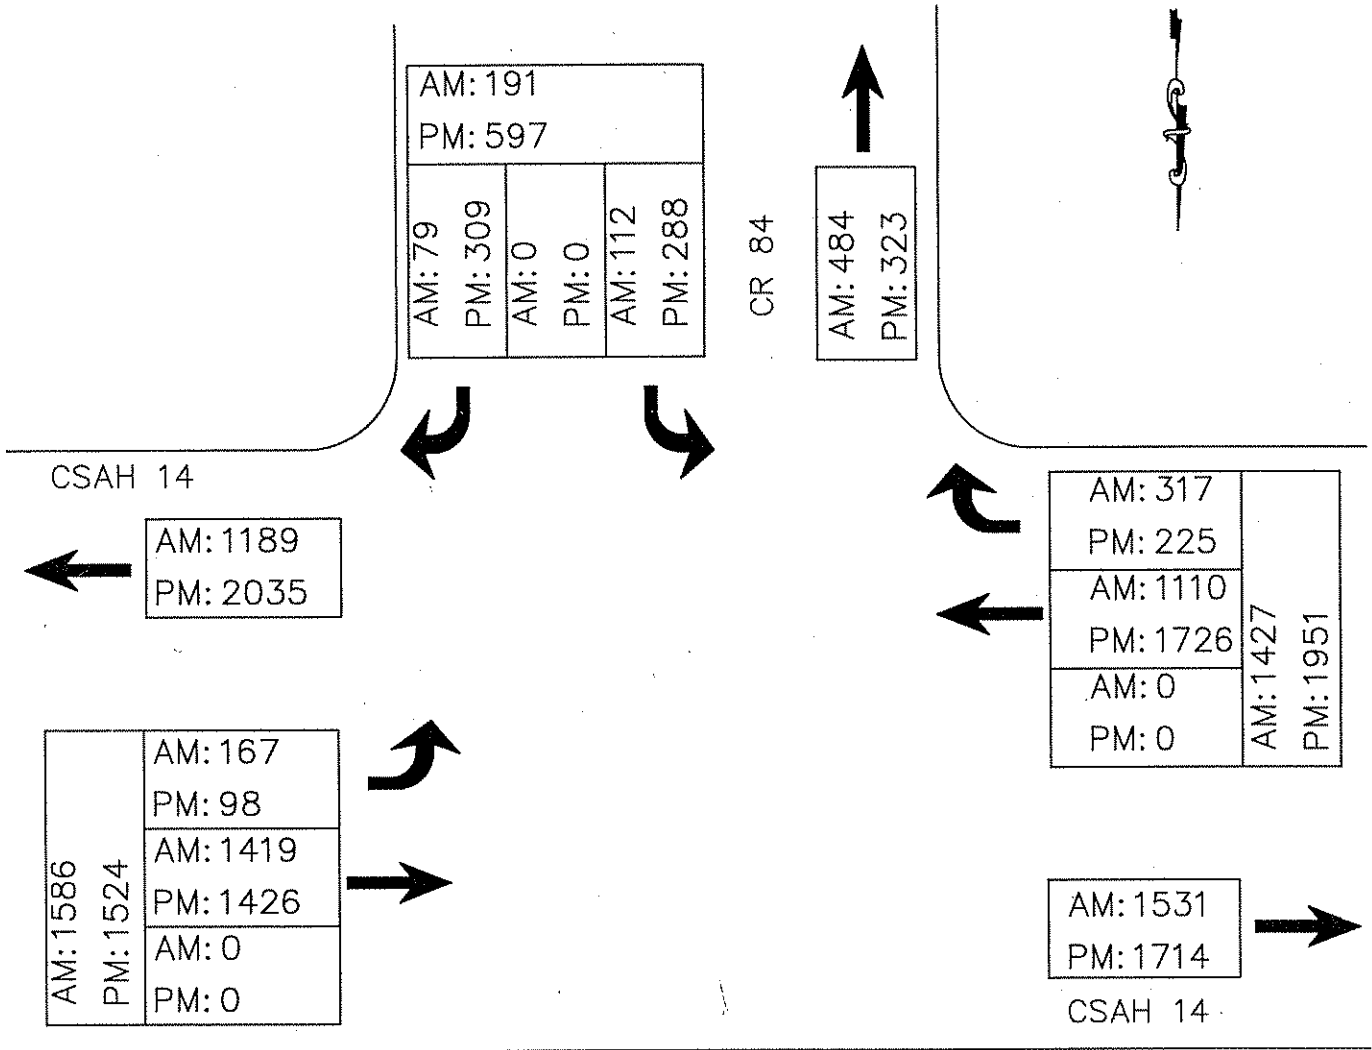 AM: 191
PM: 597
AM: 79
PM: 309
AM: 0
PM: 0
AM: 112
PM: 288
CR 84
AM: 484
PM: 323
CSAH 14
AM: 1189
PM: 2035
AM: 317
PM: 225
AM: 1110
PM: 1726
AM: 0
PM: 0
AM: 1427
PM: 1951
AM: 1586
PM: 1524
AM: 167
PM: 98
AM: 1419
PM: 1426
AM: 0
PM: 0
AM: 1531
PM: 1714
CSAH 14